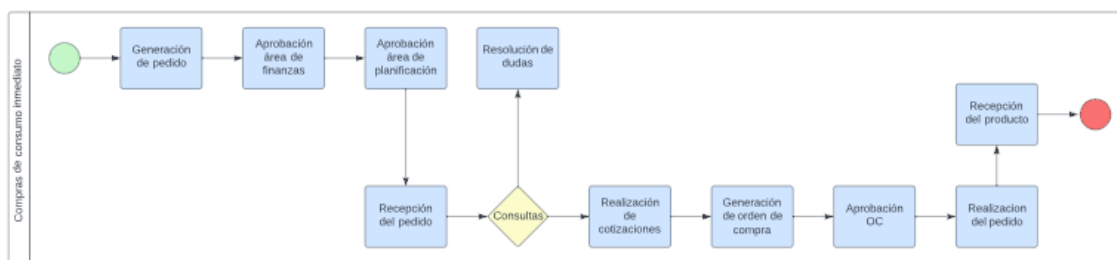 Compras de consumo inmediato
Generación
de pedido
Aprobación
área de
finanzas
Aprobación
área de
planificación
Resolución de
dudas
Recepción
del producto
Recepción
del pedido
Consultas
Realización
de
cotizaciones
Generación
de orden de
compra
Aprobación
OC
Realizacion
del pedido